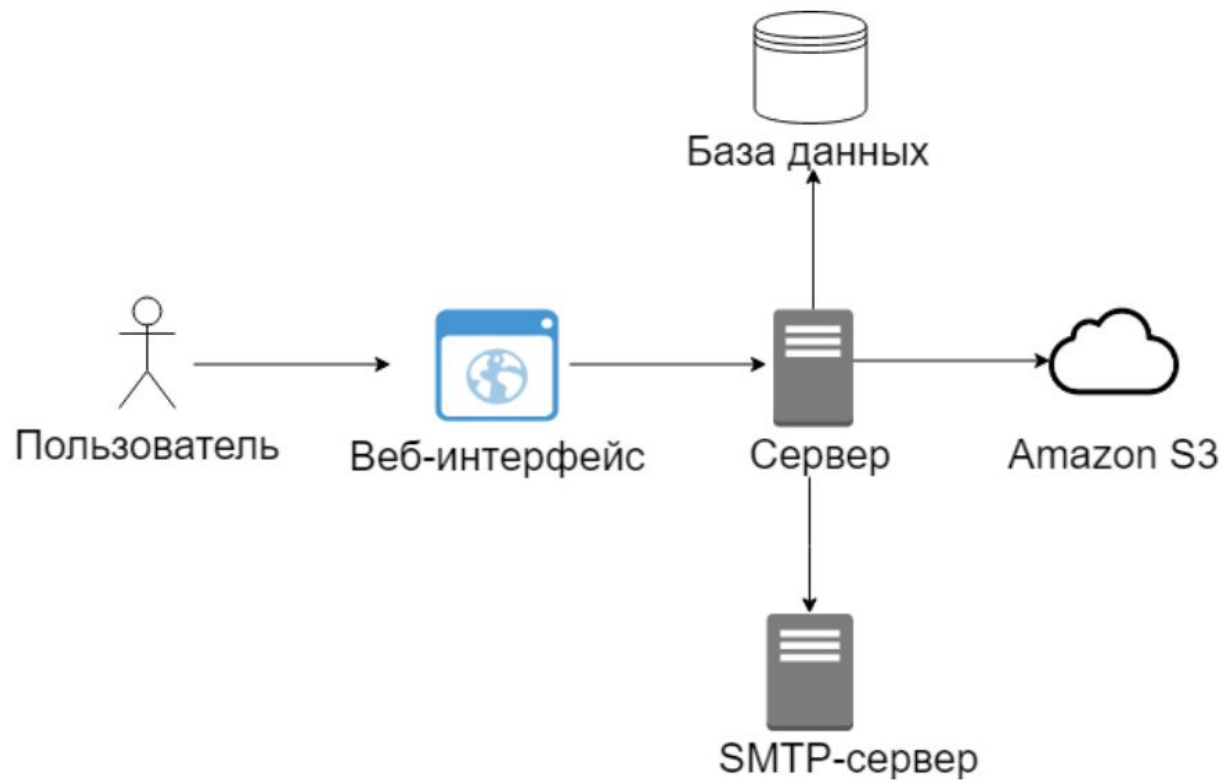 База данных
Пользователь
Веб-интерфейс
Сервер
Amazon S3
SMTP-сервер